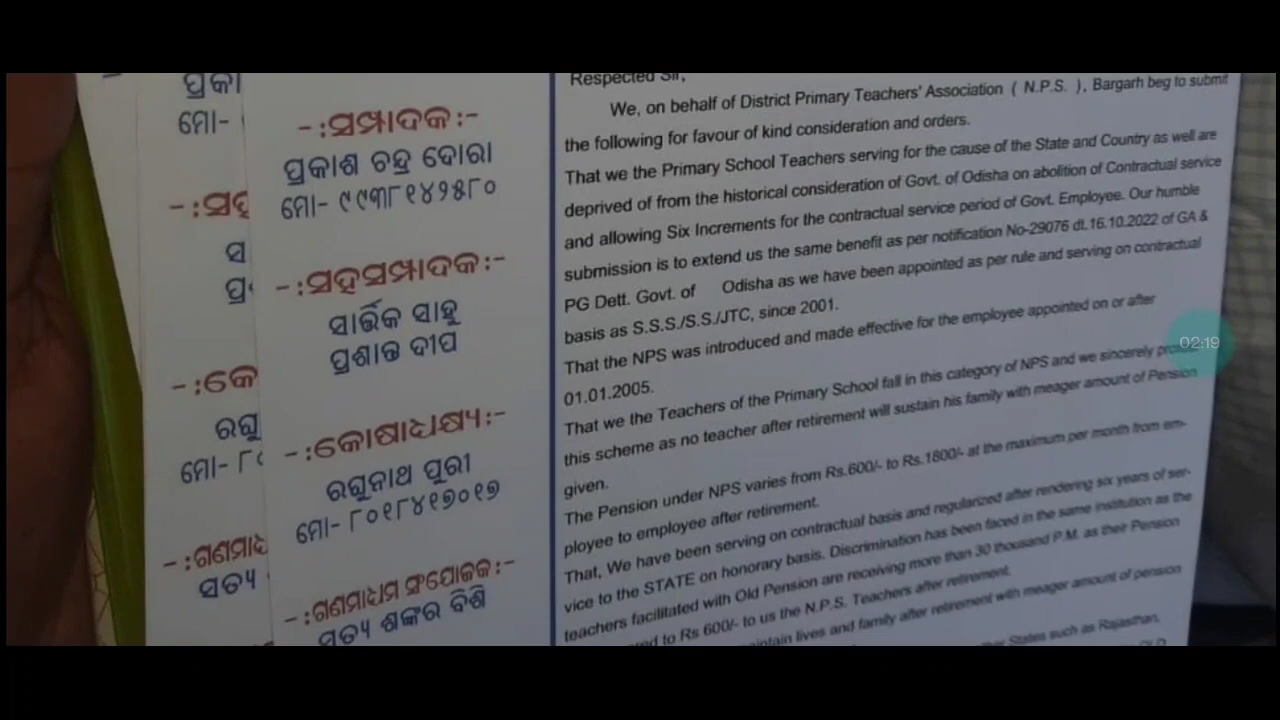 ପ୍ରକା
ମୋ-
-:ସହ
ସ
ପ୍ର
-:କୋ
ରଘୁ
ମୋ- ୮
-:ଗଣମାଧ
ସତ୍ୟ
-:ସମ୍ପାଦକ:-
ପ୍ରକାଶ ଚନ୍ଦ୍ର ଦୋରା
ମୋ- ୯୯୩୮୧୪୨୫୮୦
-:ସହସମ୍ପାଦକ:-
ସାର୍ତ୍ତିକ ସାହୁ
ପ୍ରଶାନ୍ତ ଦୀପ
-:କୋଷାଧ୍ୟକ୍ଷ୍ୟ:-
ରଘୁନାଥ ପୁରୀ
ମୋ- ୮୦୧୮୪୧୭୦୧୭
-:ଗଣମାଧ୍ୟମ ସଂଯୋଜକ:-
ସତ୍ୟ ଶଙ୍କର ବିଶି
Respected Sir,
We, on behalf of District Primary Teachers' Association ( N.P.S. ), Bargarh beg to submit
the following for favour of kind consideration and orders.
That we the Primary School Teachers serving for the cause of the State and Country as well are
deprived of from the historical consideration of Govt. of Odisha on abolition of Contractual service
and allowing Six Increments for the contractual service period of Govt. Employee. Our humble
submission is to extend us the same benefit as per notification No-29076 dt.16.10.2022 of GA &
PG Dett. Govt. of Odisha as we have been appointed as per rule and serving on contractual
basis as S.S.S./S.S./JTC, since 2001.
That the NPS was introduced and made effective for the employee appointed on or after
01.01.2005.
That we the Teachers of the Primary School fall in this category of NPS and we sincerely
this scheme as no teacher after retirement will sustain his family with meager amount of Pension
given.
The Pension under NPS varies from Rs.600/- to Rs.1800/- at the maximum per month from em-
ployee to employee after retirement.
That, We have been serving on contractual basis and regularized after rendering six years of ser-
vice to the STATE on honorary basis. Discrimination has been faced in the same institution as the
teachers facilitated with Old Pension are receiving more than 30 thousand P.M. as their Pension
to Rs 600/- to us the N.P.S. Teachers after retirement.
lives and family after retirement with meager amount of pension
States such as Rajasthan,
02:19